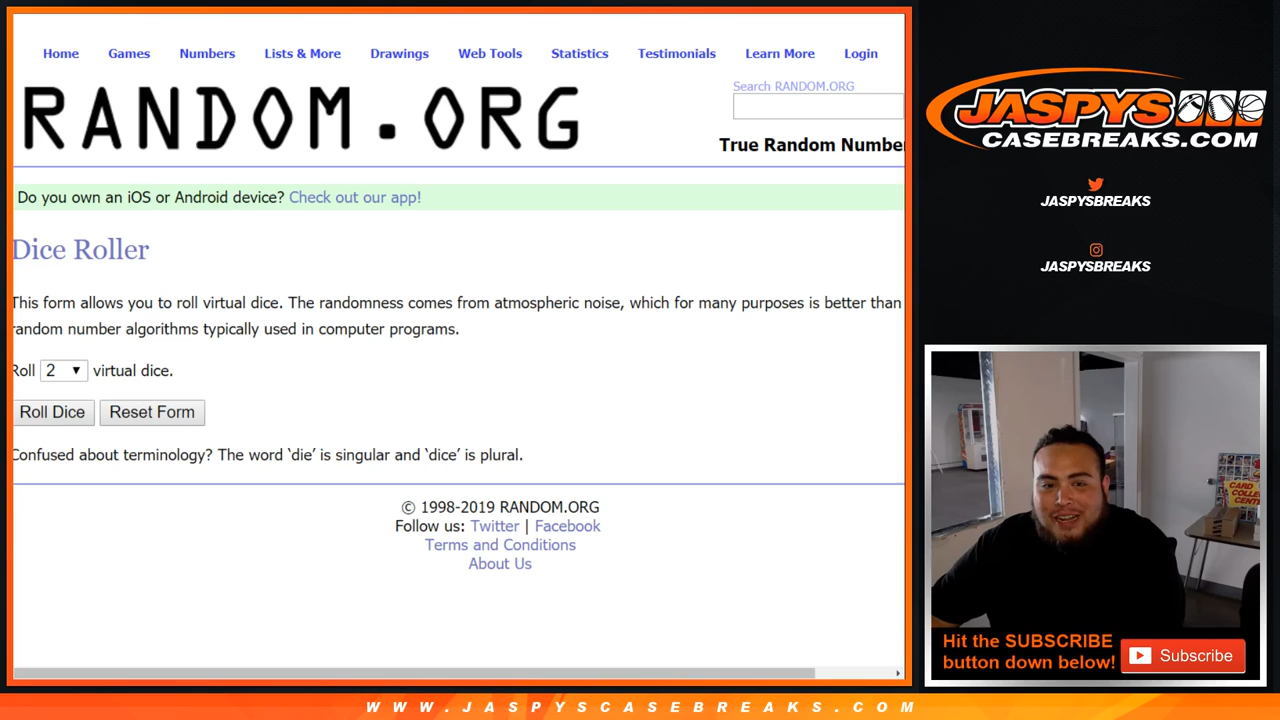 Home Games Numbers Lists & More Drawings Web Tools Statistics Testimonials Learn More Login
RANDOM.ORG
Search RANDOM.ORG
True Random Numbe
Do you own an iOS or Android device? Check out our app!
Dice Roller
This form allows you to roll virtual dice. The randomness comes from atmospheric noise, which for many purposes is better than
random number algorithms typically used in computer programs.
Roll 2 virtual dice.
Roll Dice Reset Form
Confused about terminology? The word ‘die’ is singular and ‘dice’ is plural.
© 1998-2019 RANDOM.ORG
Follow us: Twitter | Facebook
Terms and Conditions
About Us
JASPYS
CASEBREAKS.COM
JASPYSBREAKS
JASPYSBREAKS
CARD
Hit the SUBSCRIBE
button down below!
Subscribe
WWW.JASPYSCASEBREAKS.COM